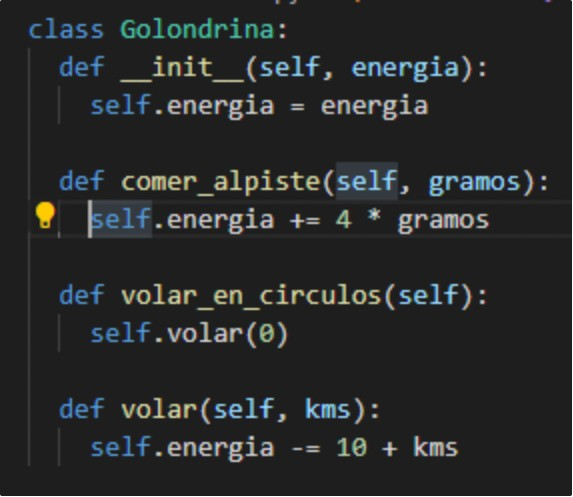 class Golondrina:
def __init__(self, energia):
self.energia = energia
def comer_alpiste(self, gramos):
self.energia += 4 * gramos
def volar_en_circulos(self):
self.volar(0)
def volar(self, kms):
self.energia -= 10 + kms